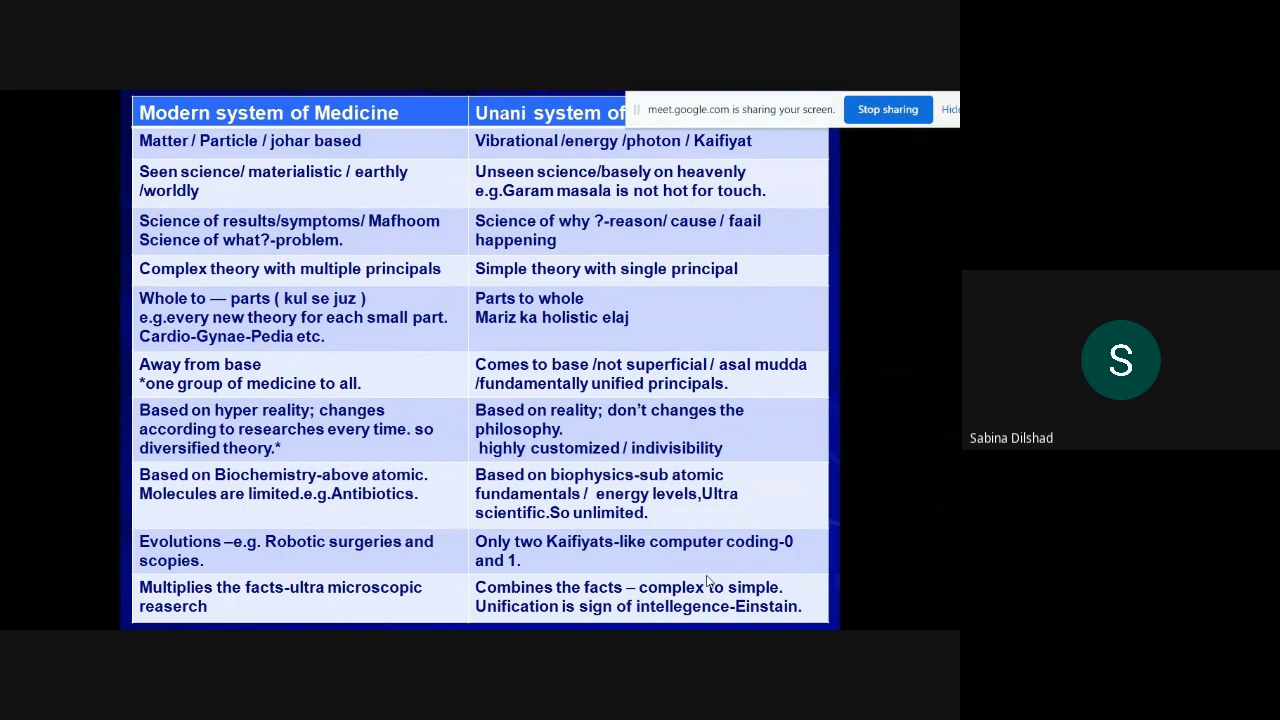 Modern system of Medicine
Unani system of
meet.google.com is sharing your screen.
Stop sharing
Hide
Matter / Particle / johar based
Vibrational /energy /photon / Kaifiyat
Seen science/ materialistic / earthly
/worldly
Unseen science/basely on heavenly
e.g.Garam masala is not hot for touch.
Science of results/symptoms/ Mafhoom
Science of what?-problem.
Science of why ?-reason/ cause / faail
happening
Complex theory with multiple principals
Simple theory with single principal
Whole to — parts ( kul se juz )
e.g.every new theory for each small part.
Cardio-Gynae-Pedia etc.
Parts to whole
Mariz ka holistic elaj
Away from base
*one group of medicine to all.
Comes to base /not superficial / asal mudda
/fundamentally unified principals.
Based on hyper reality; changes
according to researches every time. so
diversified theory.*
Based on reality; don't changes the
philosophy.
highly customized / indivisibility
Based on Biochemistry-above atomic.
Molecules are limited.e.g.Antibiotics.
Based on biophysics-sub atomic
fundamentals / energy levels,Ultra
scientific.So unlimited.
Evolutions –e.g. Robotic surgeries and
scopies.
Only two Kaifiyats-like computer coding-0
and 1.
Multiplies the facts-ultra microscopic
reaserch
Combines the facts – complex to simple.
Unification is sign of intellegence-Einstain.
S
Sabina Dilshad